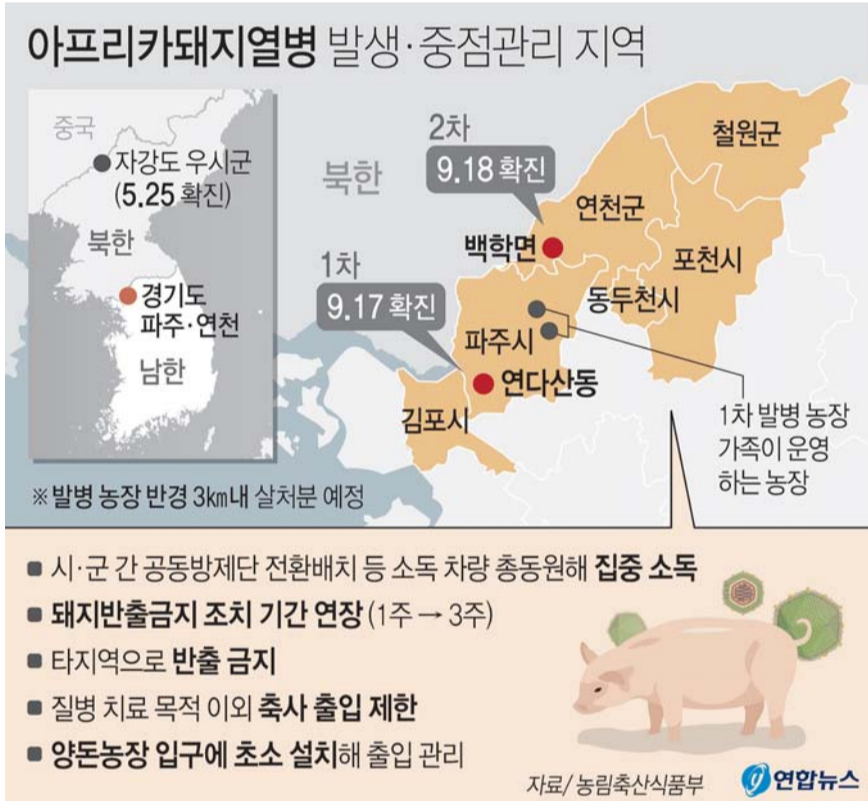 아프리카돼지열병 발생·중점관리 지역
중국
자강도 우시군
(5.25 확진)
북한
경기도
파주·연천
남한
북한
2차
9.18 확진
백학면
1차
9.17 확진
철원군
연천군
포천시
동두천시
파주시
연다산동
김포시
1차 발병 농장
가족이 운영
하는 농장
※ 발병 농장 반경 3㎞내 살처분 예정
■ 시·군 간 공동방제단 전환배치 등 소독 차량 총동원해 집중 소독
■ 돼지반출금지 조치 기간 연장 (1주 → 3주)
■ 타지역으로 반출 금지
■ 질병 치료 목적 이외 축사 출입 제한
■ 양돈농장 입구에 초소 설치해 출입 관리
자료/ 농림축산식품부
연합뉴스